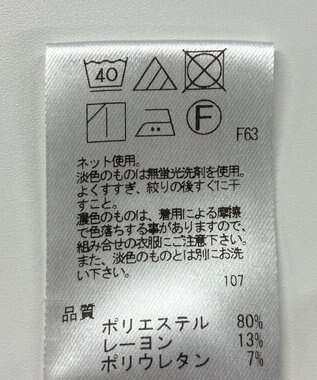 40
F
F63
ネット使用。
淡色のものは無蛍光洗剤を使用。
よくすすぎ、絞りの後すぐに干
すこと。
濃色のものは、着用による摩擦
で色落ちする事がありますので、
組み合せの衣服にご注意下さい。
また、淡色のものとは別にお洗
い下さい。
107
品質
ポリエステル 80%
レーヨン 13%
ポリウレタン 7%